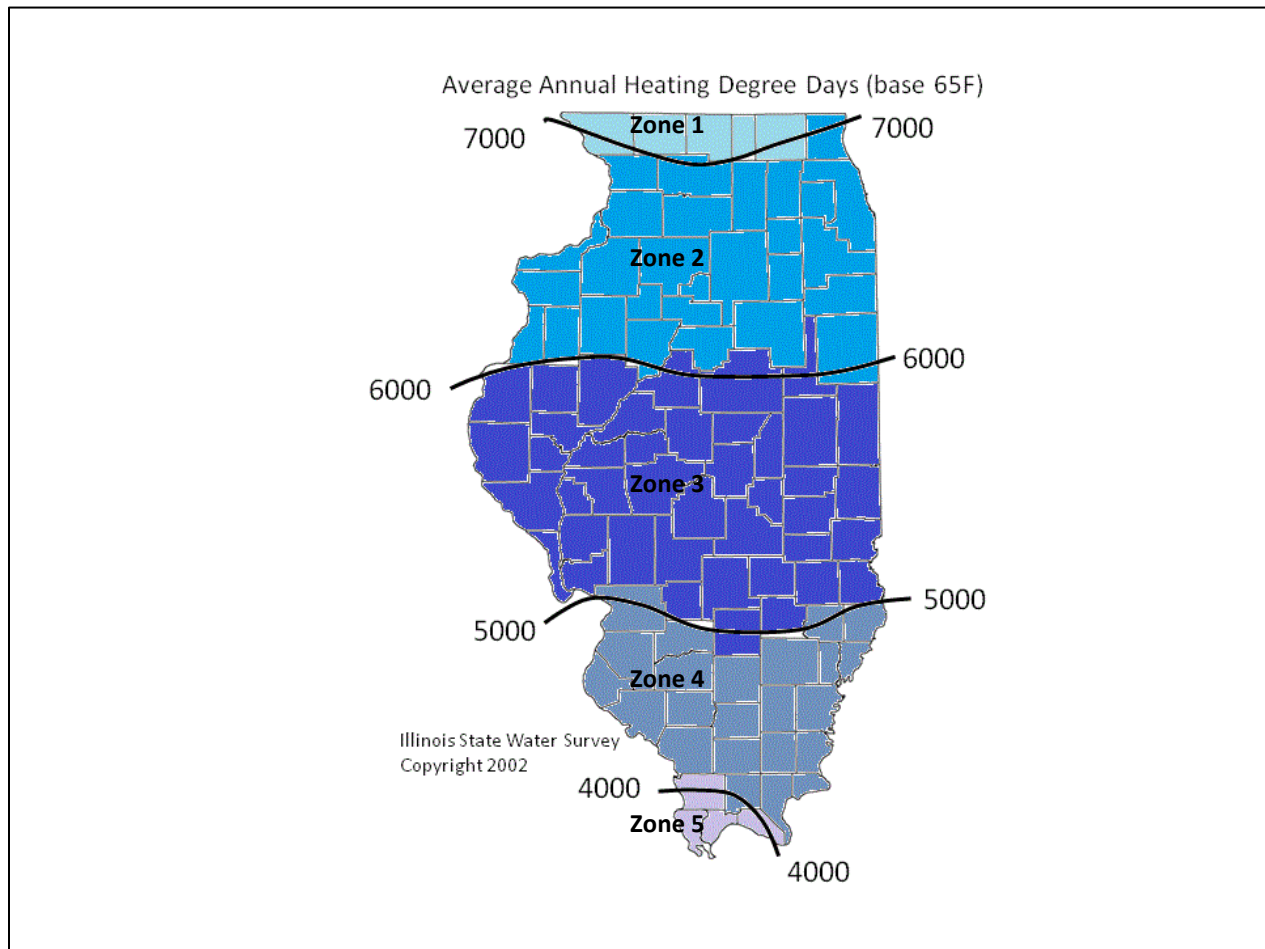 Average Annual Heating Degree Days (base 65F)
Zone 1
7000
7000
Zone 2
6000
6000
Zone 3
5000
5000
Zone 4
Illinois State Water Survey
Copyright 2002
4000
Zone 5
4000